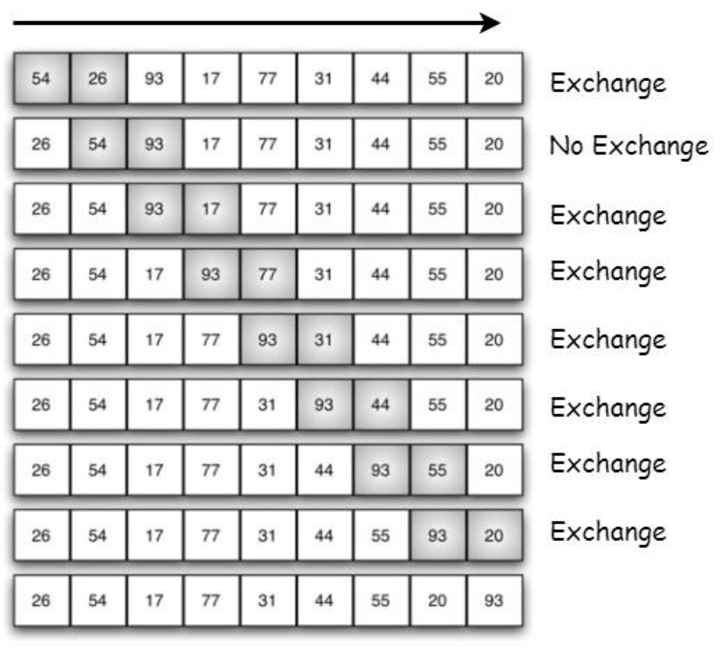 54 26 93 17 77 31 44 55 20 Exchange
26 54 93 17 77 31 44 55 20 No Exchange
26 54 93 17 77 31 44 55 20 Exchange
26 54 17 93 77 31 44 55 20 Exchange
26 54 17 77 93 31 44 55 20 Exchange
26 54 17 77 31 93 44 55 20 Exchange
26 54 17 77 31 44 93 55 20 Exchange
26 54 17 77 31 44 55 93 20 Exchange
26 54 17 77 31 44 55 20 93